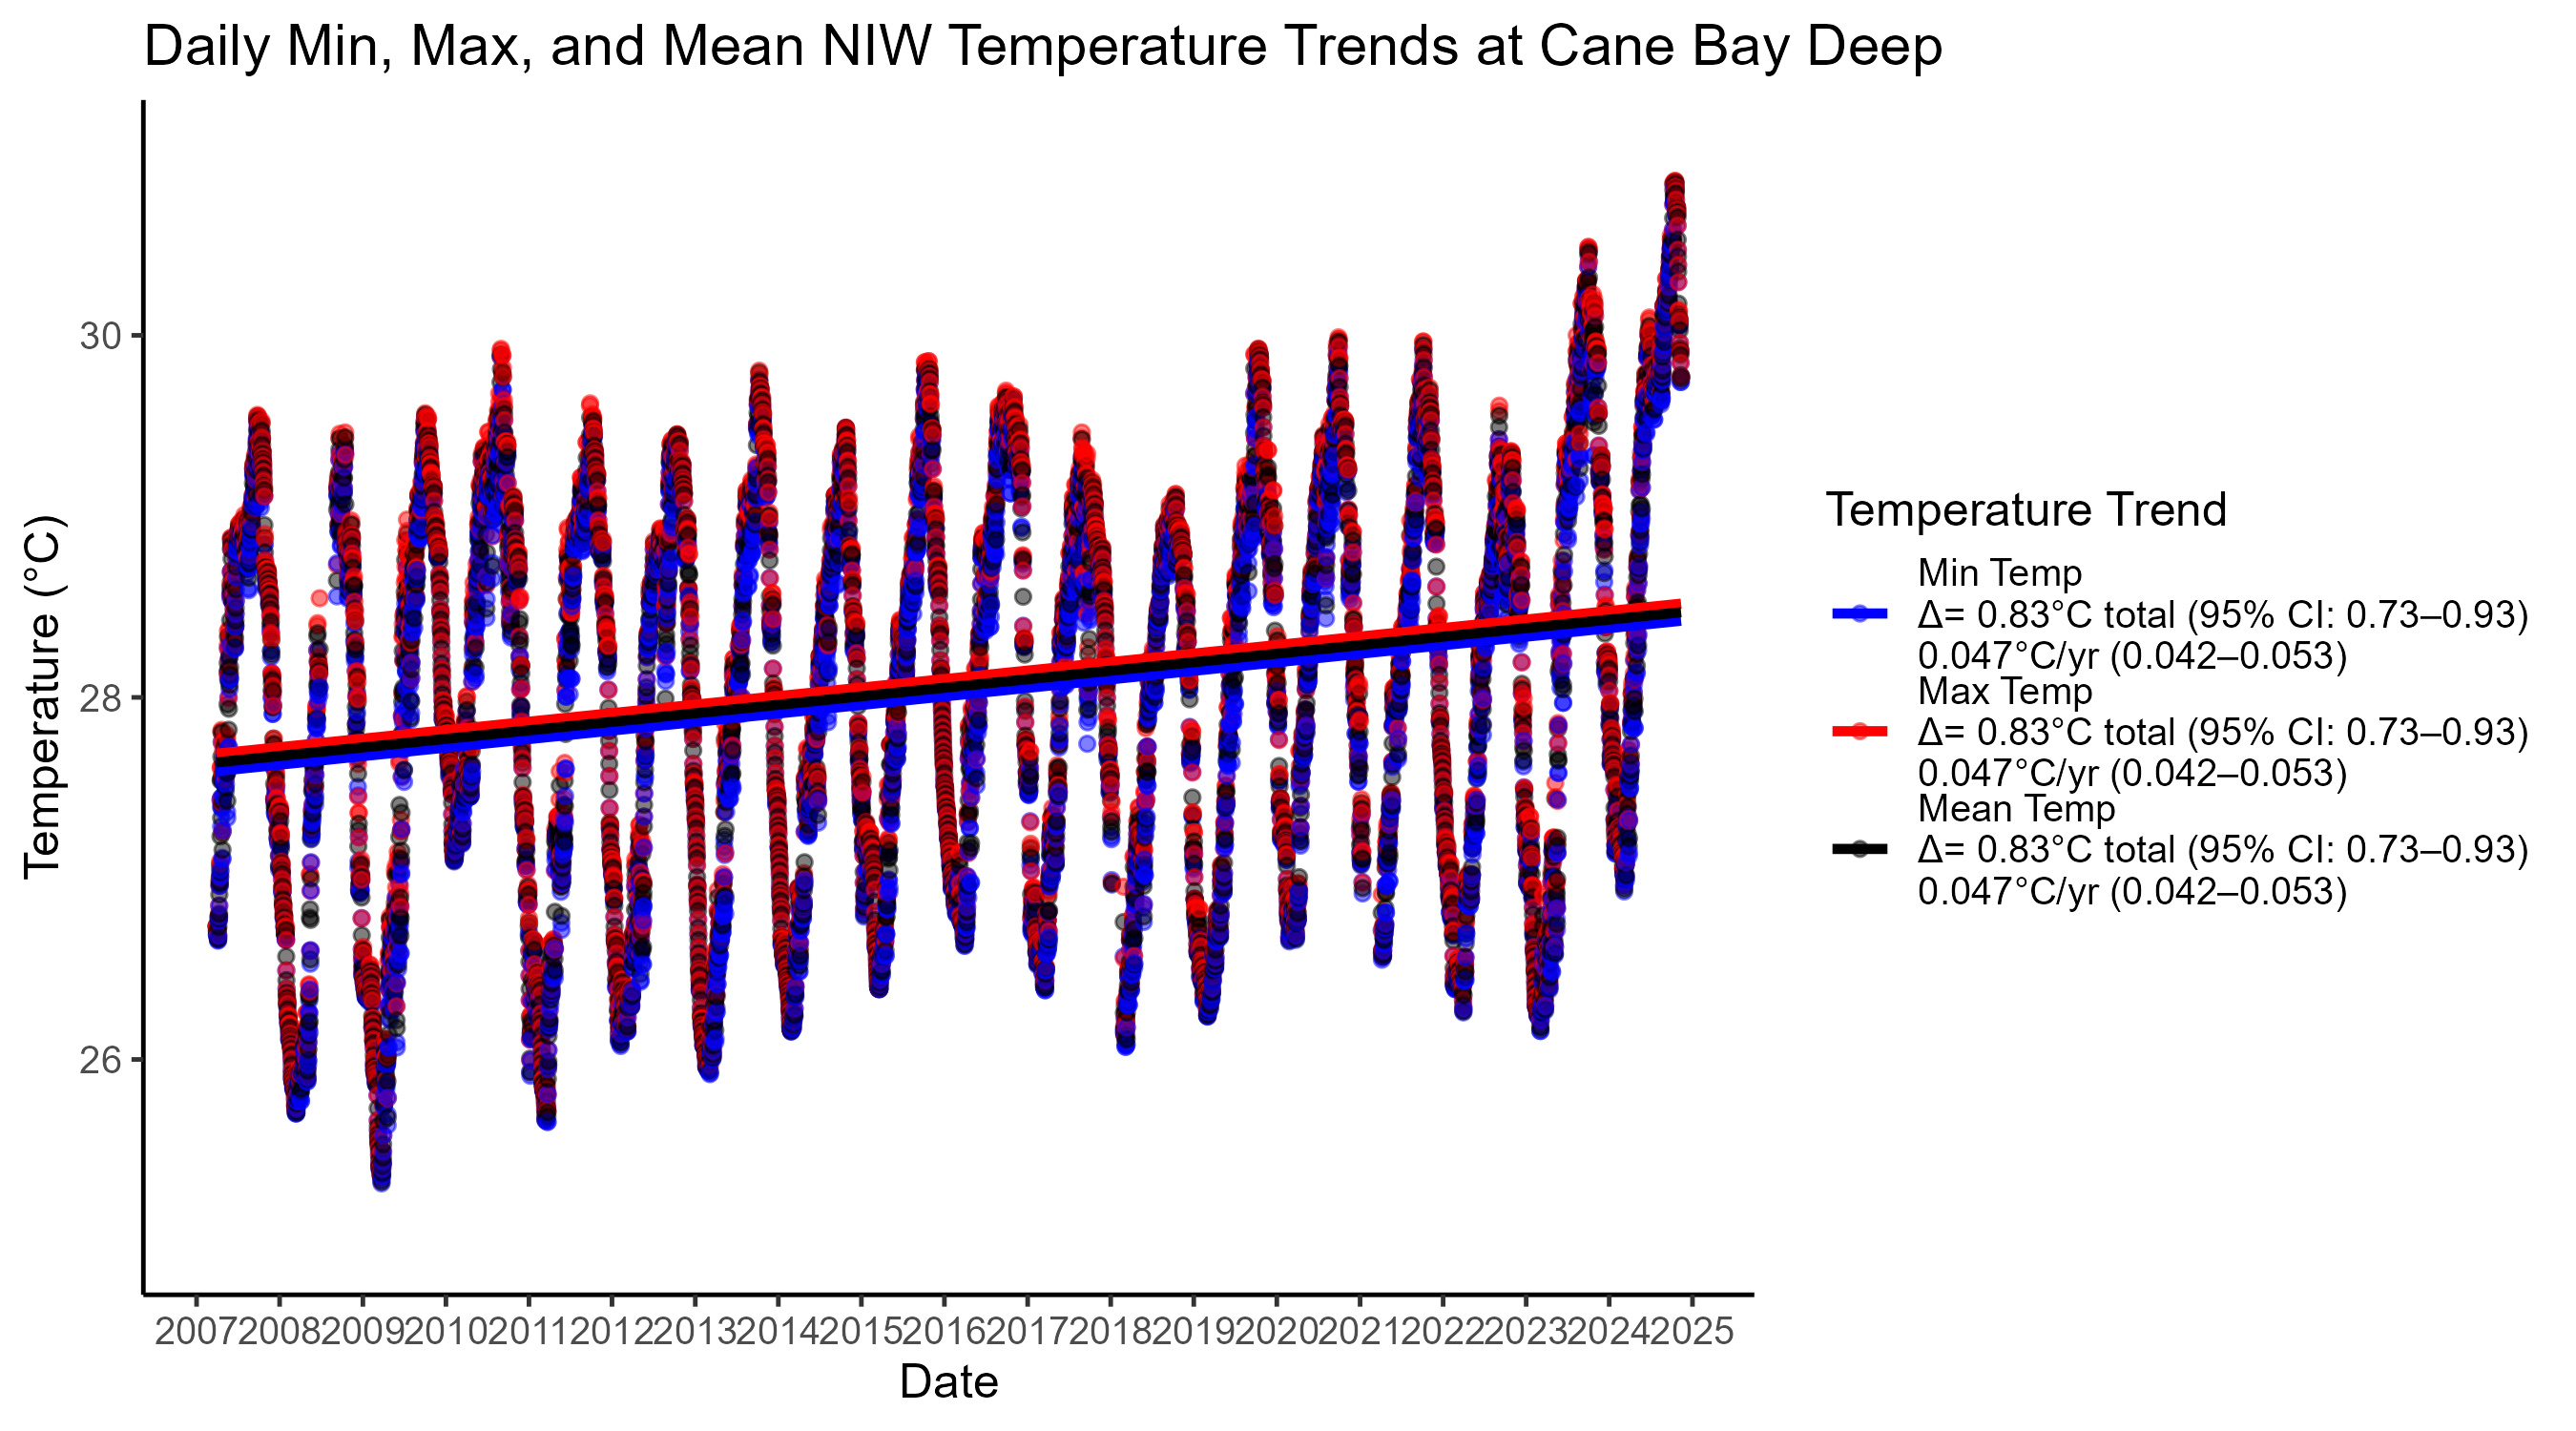 Daily Min, Max, and Mean NIW Temperature Trends at Cane Bay Deep
Temperature (°C)
30
28
26
2007 2008 2009 2010 2011 2012 2013 2014 2015 2016 2017 2018 2019 2020 2021 2022 2023 2024 2025
Date
Temperature Trend
Min Temp
Δ= 0.83°C total (95% CI: 0.73–0.93)
0.047°C/yr (0.042–0.053)
Max Temp
Δ= 0.83°C total (95% CI: 0.73–0.93)
0.047°C/yr (0.042–0.053)
Mean Temp
Δ= 0.83°C total (95% CI: 0.73–0.93)
0.047°C/yr (0.042–0.053)